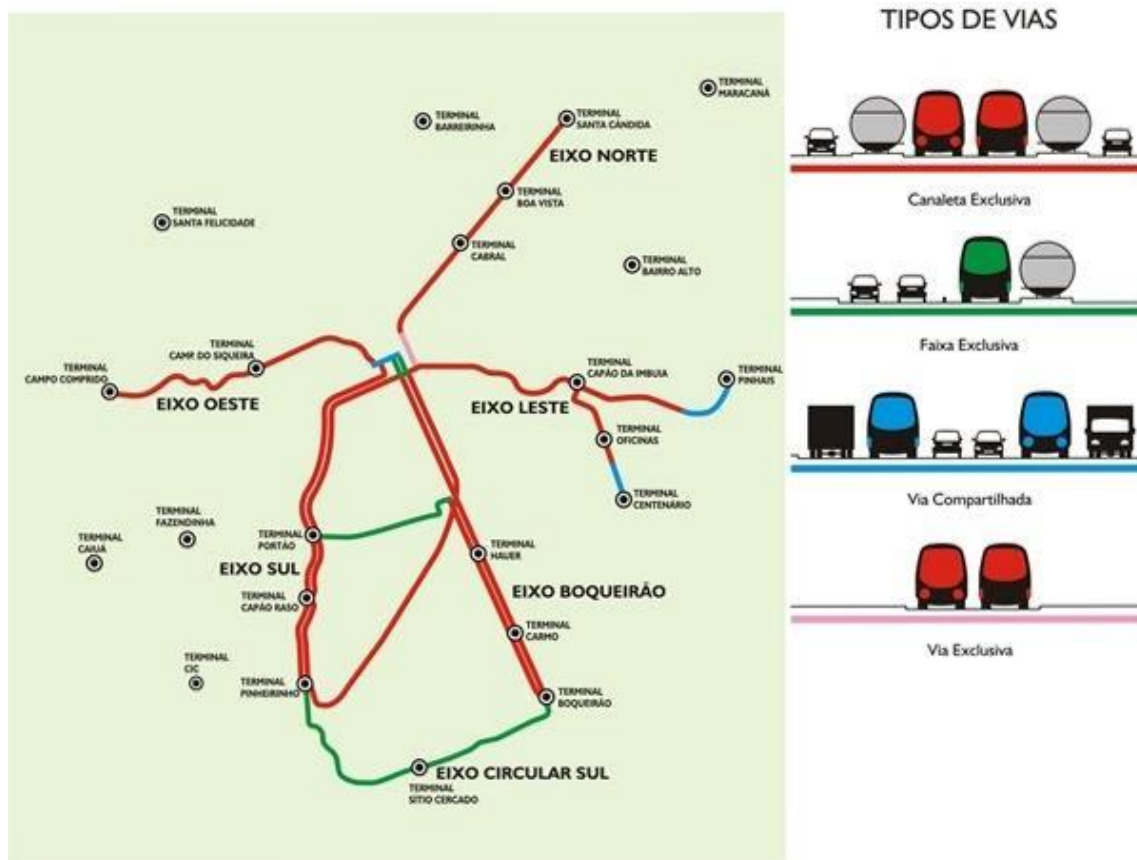 TERMINAL
MARACANÃ
TERMINAL
BARREIRINHA
TERMINAL
SANTA CÂNDIDA
EIXO NORTE
TERMINAL
BOA VISTA
TERMINAL
SANTA FELICIDADE
TERMINAL
CABRAL
TERMINAL
BAIRRO ALTO
TERMINAL
CAMP. DO SIQUEIRA
TERMINAL
CAMPO COMPRIDO
EIXO OESTE
TERMINAL
CAPÃO DA IMBUIA
TERMINAL
PINHAIS
EIXO LESTE
TERMINAL
OFICINAS
TERMINAL
CENTENÁRIO
TERMINAL
FAZENDINHA
TERMINAL
CAIUÁ
TERMINAL
PORTÃO
TERMINAL
HAUER
EIXO SUL
EIXO BOQUEIRÃO
TERMINAL
CAPÃO RASO
TERMINAL
CARMO
TERMINAL
CIC
TERMINAL
PINHEIRINHO
TERMINAL
BOQUEIRÃO
EIXO CIRCULAR SUL
TERMINAL
SÍTIO CERCADO
TIPOS DE VIAS
Canaleta Exclusiva
Faixa Exclusiva
Via Compartilhada
Via Exclusiva